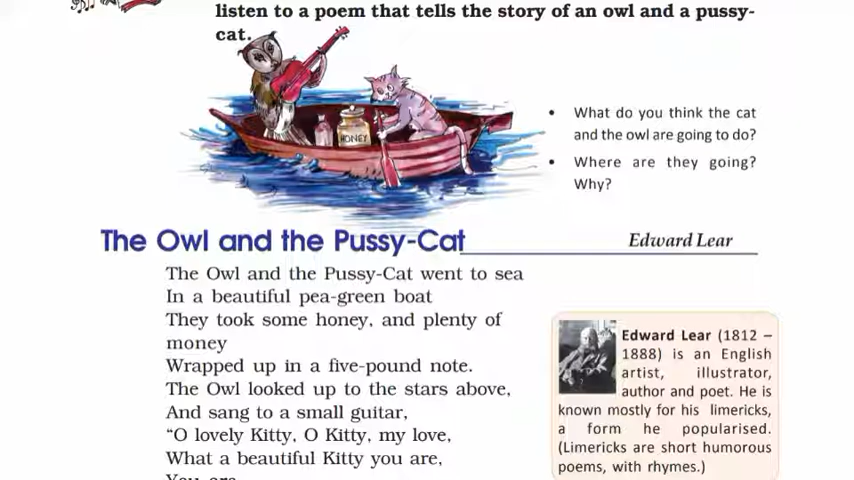 listen to a poem that tells the story of an owl and a pussy-
cat.
HONEY
• What do you think the cat
and the owl are going to do?
• Where are they going?
Why?
The Owl and the Pussy-Cat
Edward Lear
The Owl and the Pussy-Cat went to sea
In a beautiful pea-green boat
They took some honey, and plenty of
money
Wrapped up in a five-pound note.
The Owl looked up to the stars above,
And sang to a small guitar,
“O lovely Kitty, O Kitty, my love,
What a beautiful Kitty you are,
You are
Edward Lear (1812 –
1888) is an English
artist, illustrator,
author and poet. He is
known mostly for his limericks,
a form he popularised.
(Limericks are short humorous
poems, with rhymes.)